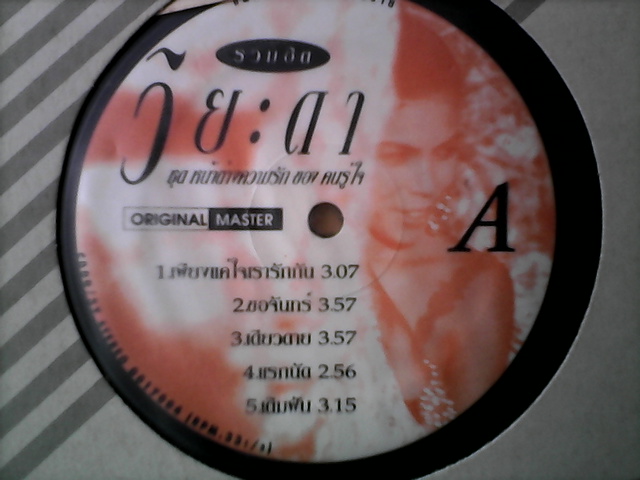 รวมฮิต
วิยะดา
ชุด หน้าต่างความรัก ของ คนรู้ใจ
ORIGINAL MASTER
A
1.เพียงแค่ใจเรารักกัน 3.07
2.ขอจันทร์ 3.57
3.เดียวดาย 3.57
4.แรกนัด 2.56
5.เติมฝัน 3.15